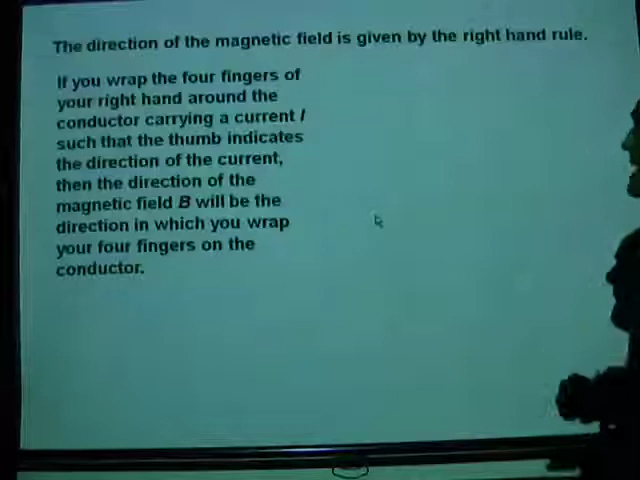 The direction of the magnetic field is given by the right hand rule.
If you wrap the four fingers of
your right hand around the
conductor carrying a current I
such that the thumb indicates
the direction of the current,
then the direction of the
magnetic field B will be the
direction in which you wrap
your four fingers on the
conductor.